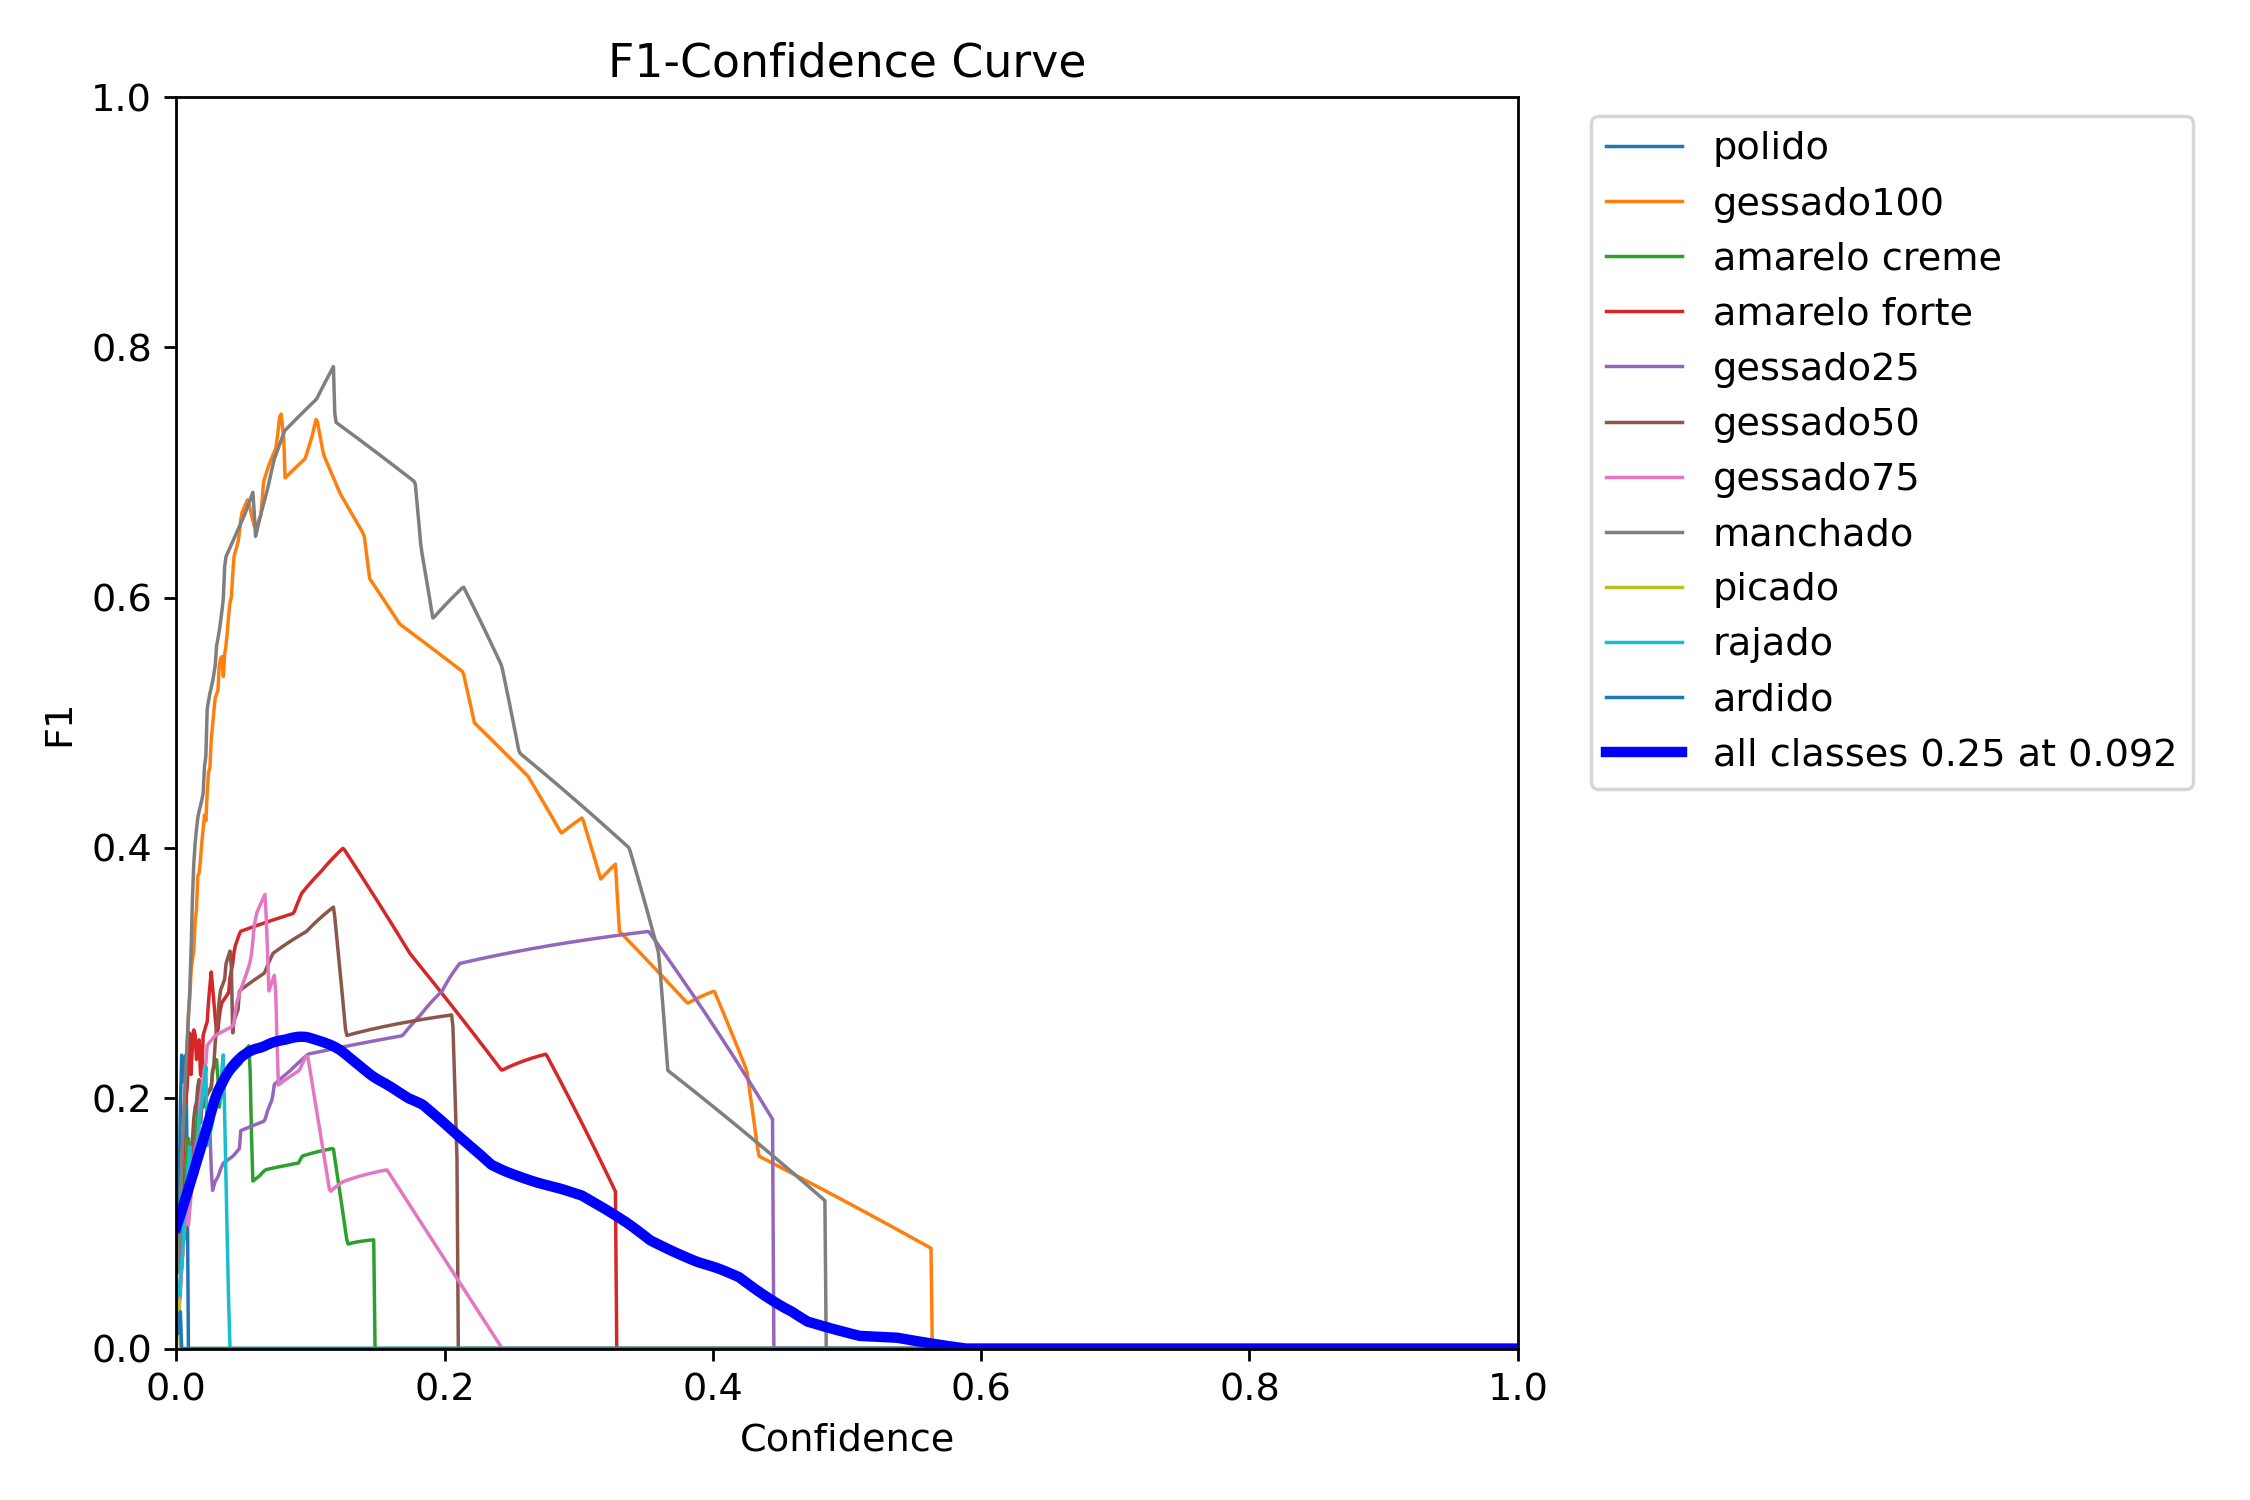 F1-Confidence Curve
1.0
0.8
0.6
0.4
0.2
0.0
F1
0.0 0.2 0.4 0.6 0.8 1.0
Confidence
polido
gessado100
amarelo creme
amarelo forte
gessado25
gessado50
gessado75
manchado
picado
rajado
ardido
all classes 0.25 at 0.092